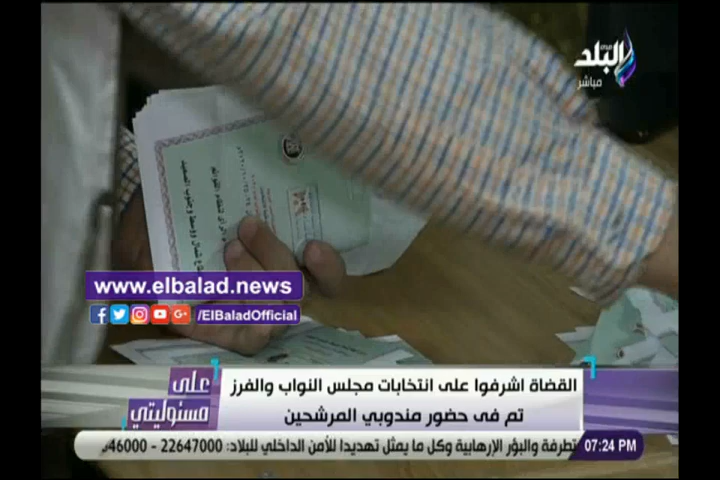 صدى
البلد
مباشر
www.elbalad.news
/ElBaladOfficial
على مسئوليتي
القضاة اشرفوا على انتخابات مجلس النواب والفرز
تم فى حضور مندوبي المرشحين
تطرفة والبؤر الإرهابية وكل ما يمثل تهديدا للأمن الداخلي للبلاد: 22647000 - 46000
07:24 PM